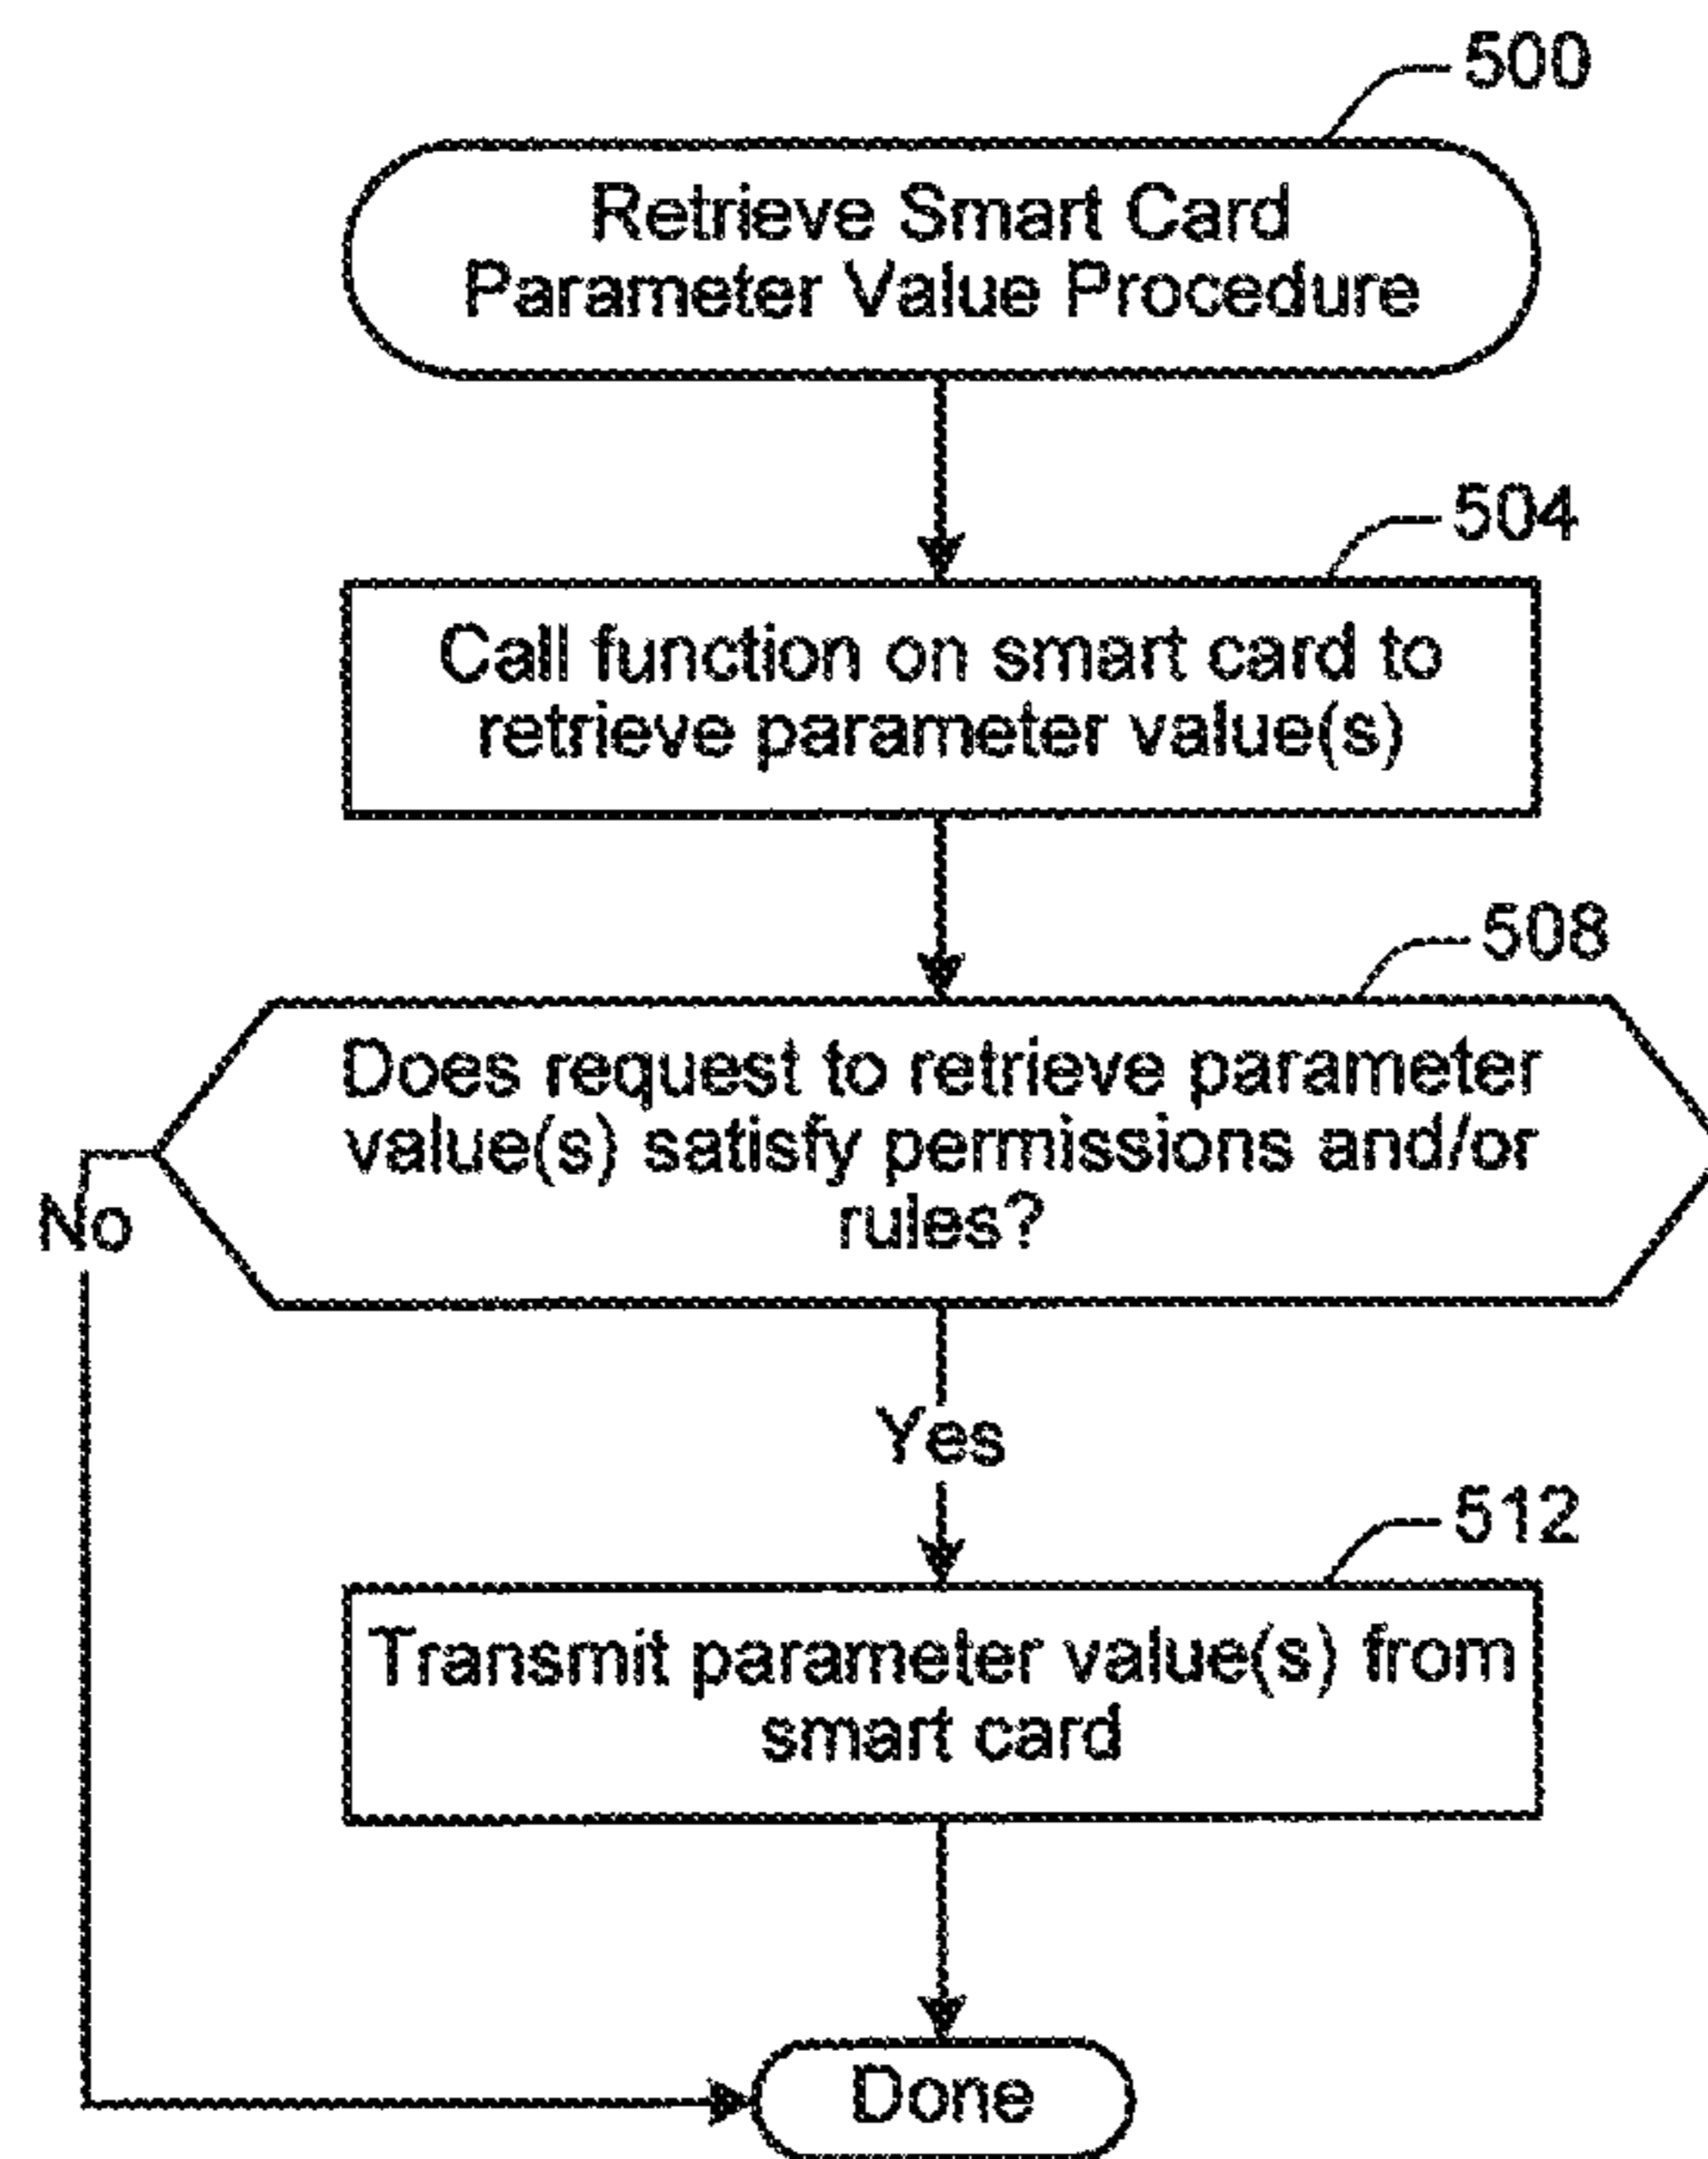 500
Retrieve Smart Card
Parameter Value Procedure
504
Call function on smart card to
retrieve parameter value(s)
508
Does request to retrieve parameter
value(s) satisfy permissions and/or
rules?
No
Yes
512
Transmit parameter value(s) from
smart card
Done